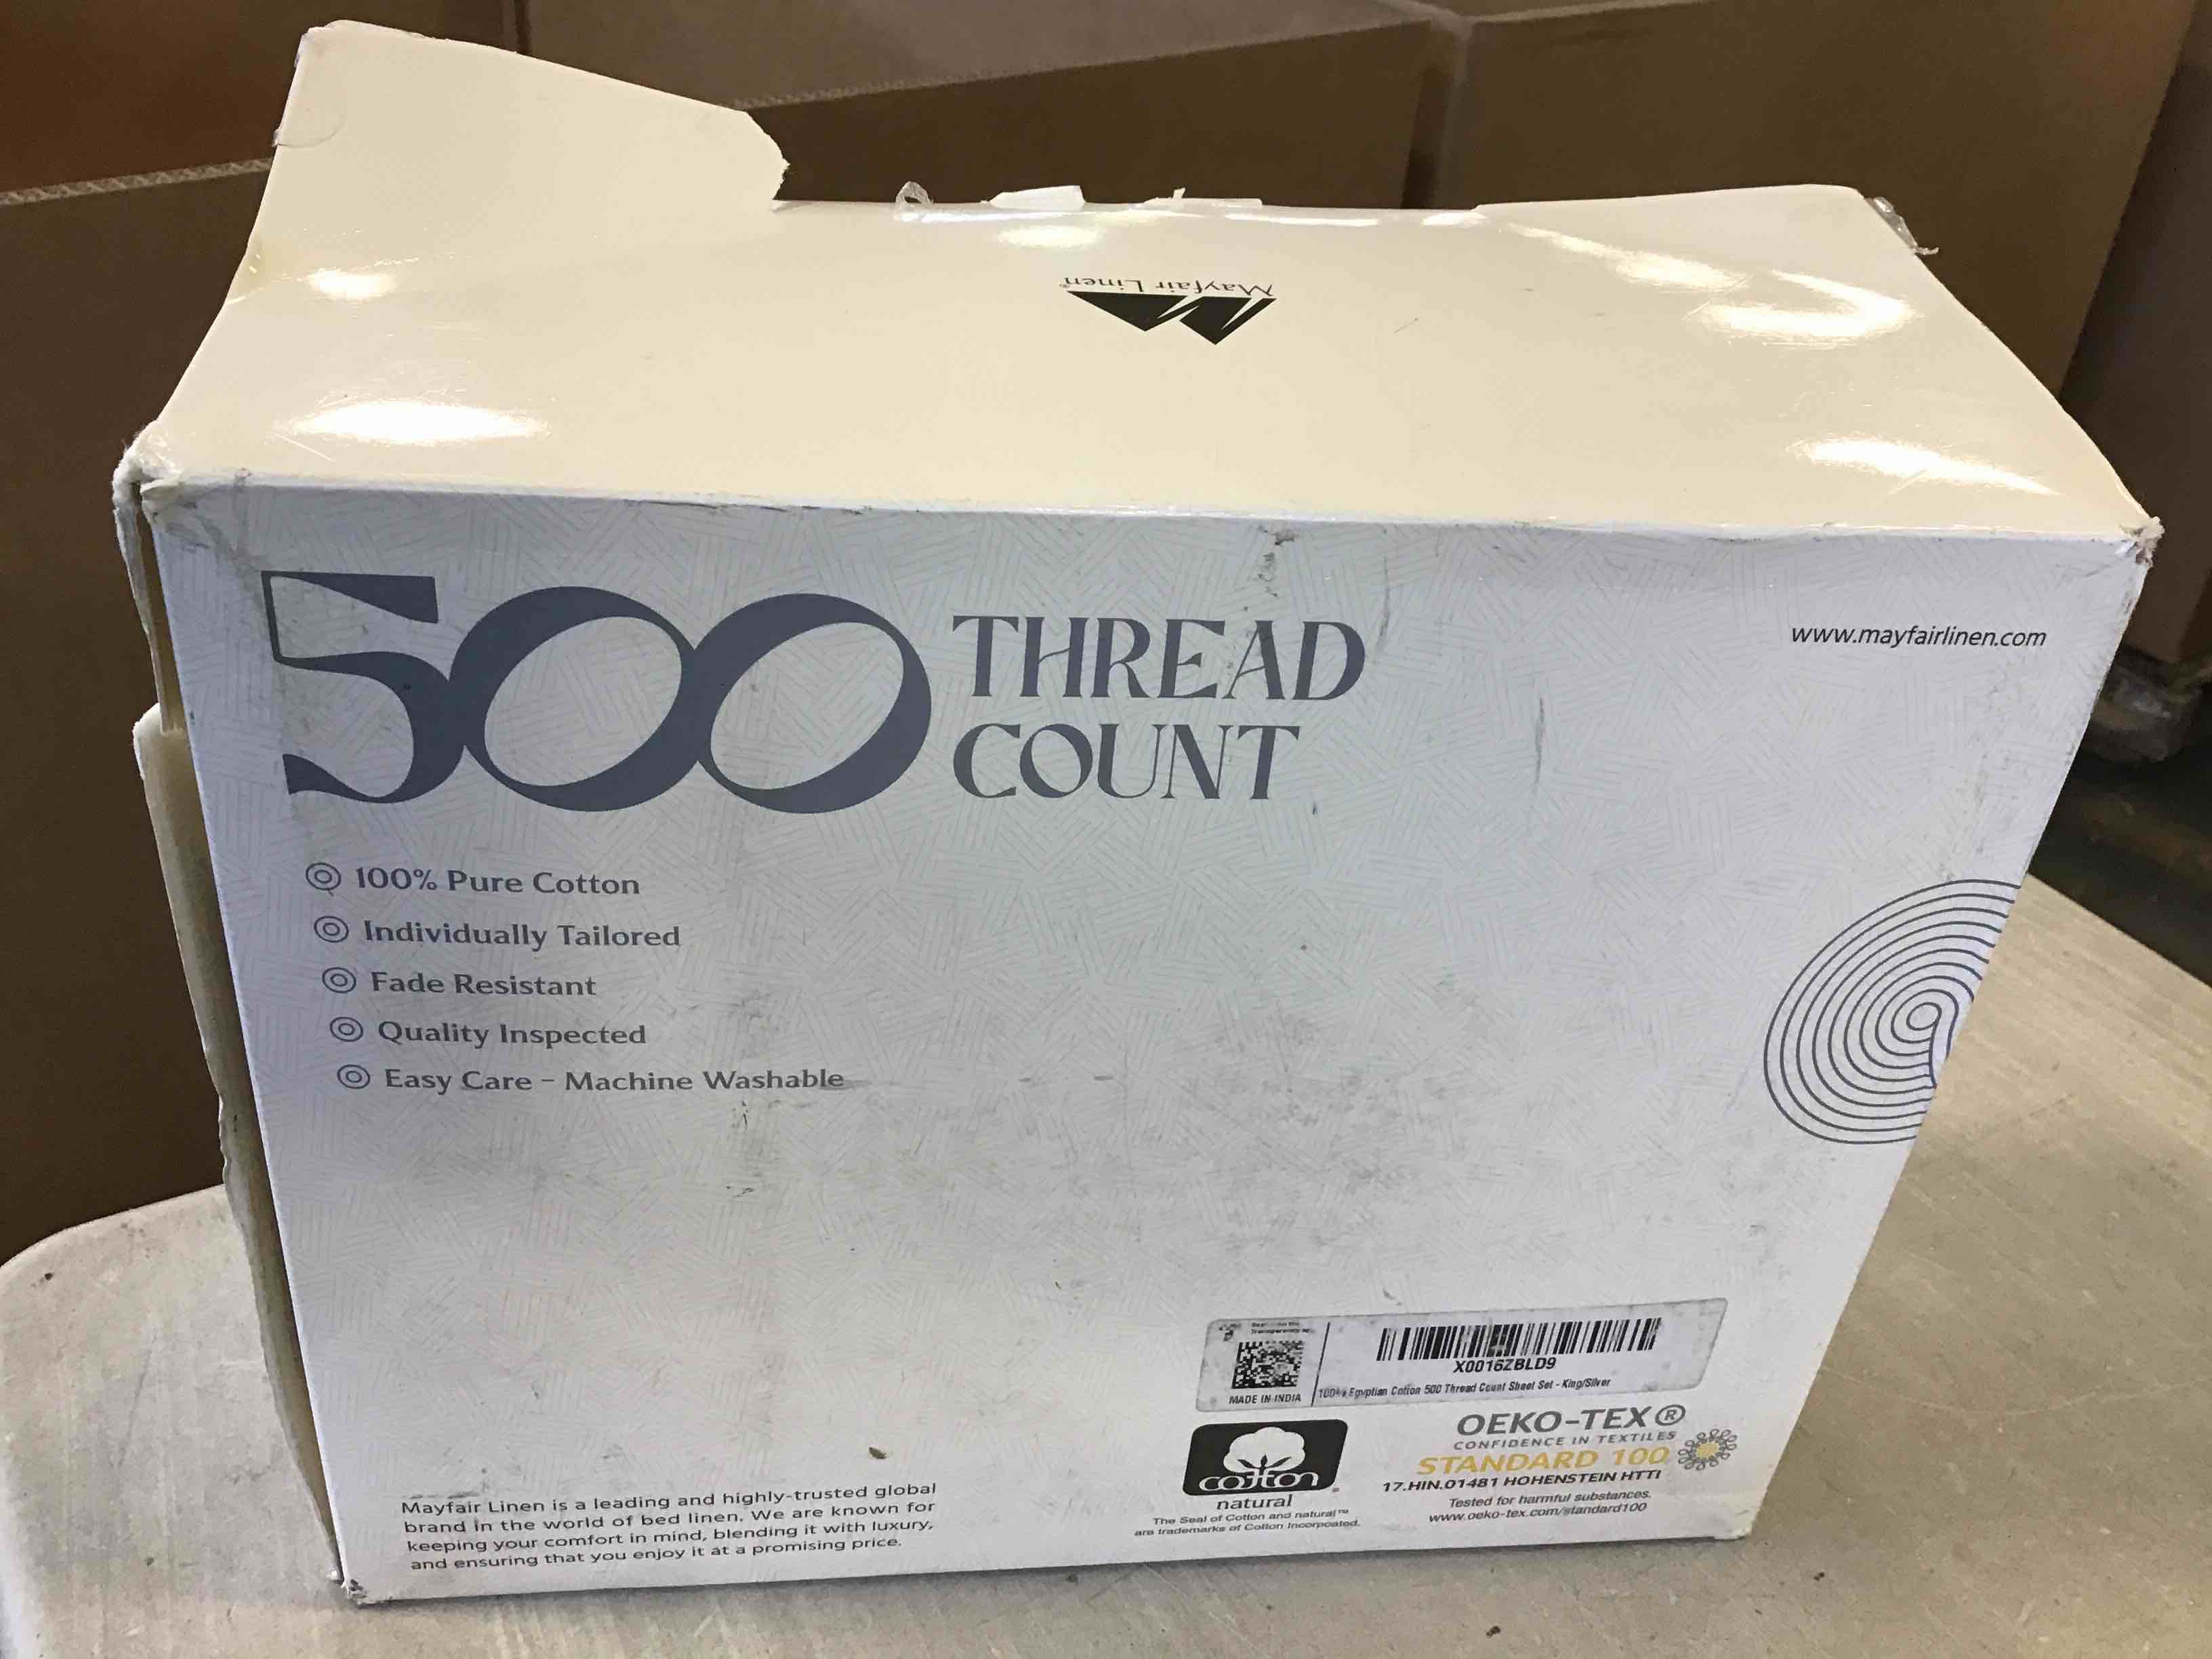 Mayfair Linen®
500 THREAD
COUNT
www.mayfairlinen.com
100% Pure Cotton
Individually Tailored
Fade Resistant
Quality Inspected
Easy Care - Machine Washable
X0016ZBLD9
MADE IN INDIA
100% Egyptian Cotton 500 Thread Count Sheet Set - King/Silver
cotton
natural
The Seal of Cotton and natural™
are trademarks of Cotton Incorpoated.
OEKO-TEX®
CONFIDENCE IN TEXTILES
STANDARD 100
17.HIN.01481 HOHENSTEIN HTTI
Tested for harmful substances.
www.oeko-tex.com/standard100
Mayfair Linen is a leading and highly-trusted global
brand in the world of bed linen. We are known for
keeping your comfort in mind, blending it with luxury,
and ensuring that you enjoy it at a promising price.